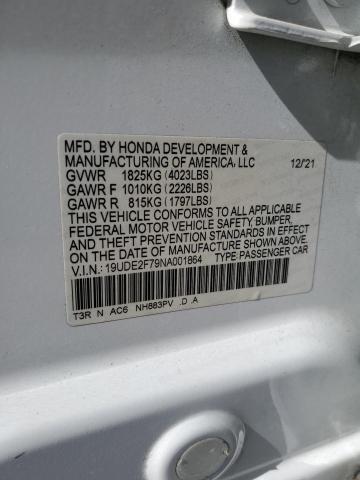 MFD. BY HONDA DEVELOPMENT &
MANUFACTURING OF AMERICA, LLC 12/'21
GVWR 1825KG (4023LBS)
GAWR F 1010KG (2226LBS)
GAWR R 815KG (1797LBS)
THIS VEHICLE CONFORMS TO ALL APPLICABLE
FEDERAL MOTOR VEHICLE SAFETY, BUMPER,
AND THEFT PREVENTION STANDARDS IN EFFECT
ON THE DATE OF MANUFACTURE SHOWN ABOVE.
V.I.N.: 19UDE2F79NA001864 TYPE PASSENGER CAR
T3R N AC6 NH883PV .D .A